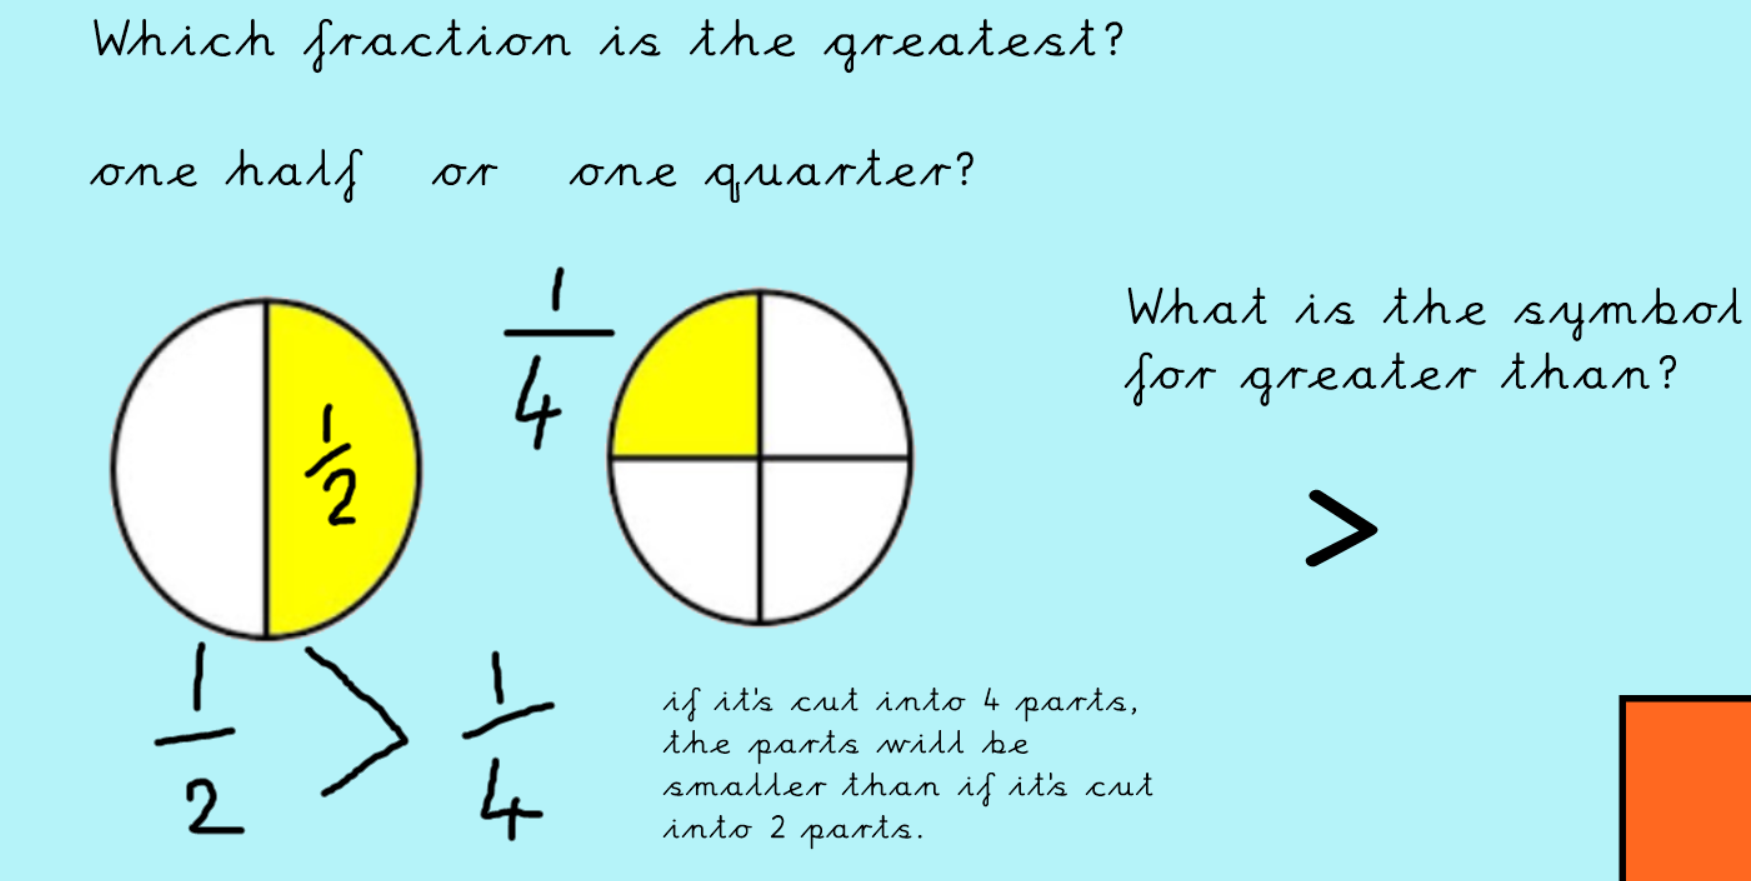 Which fraction is the greatest?
one half or one quarter?
1/4
1/2
What is the symbol
for greater than?
>
1/2 > 1/4
if it's cut into 4 parts,
the parts will be
smaller than if it's cut
into 2 parts.